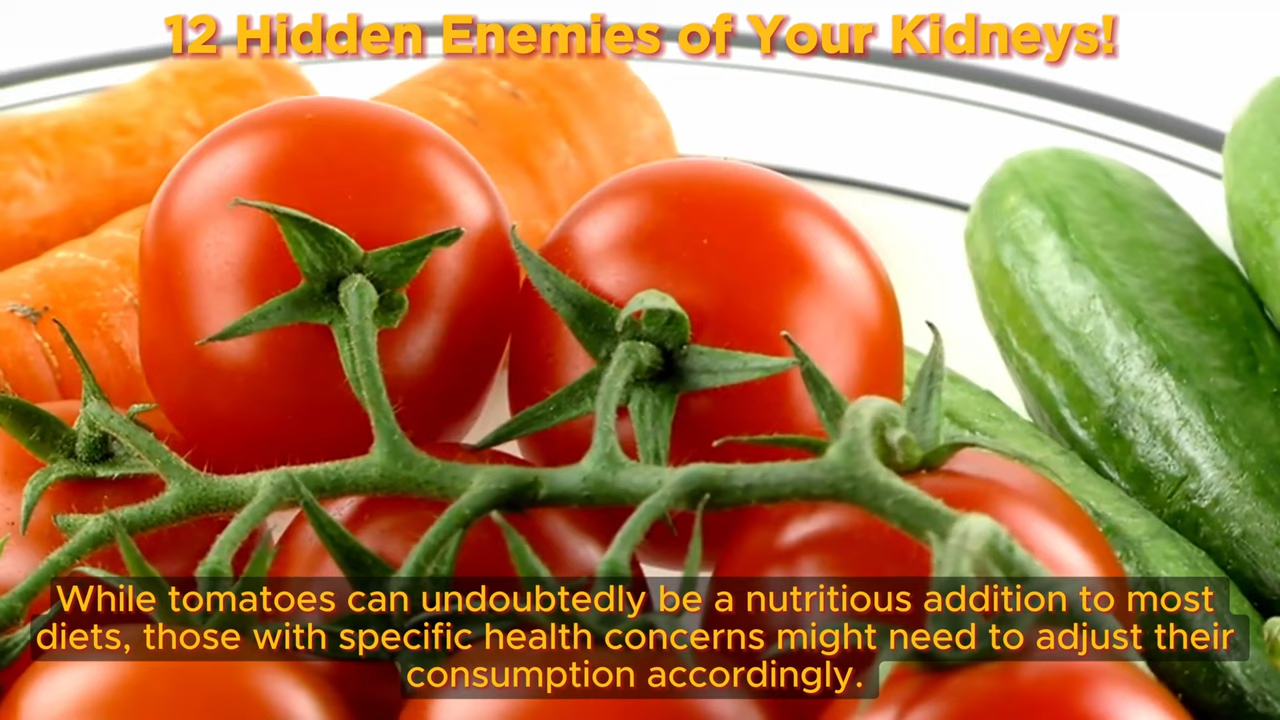 12 Hidden Enemies of Your Kidneys!
While tomatoes can undoubtedly be a nutritious addition to most
diets, those with specific health concerns might need to adjust their
consumption accordingly.